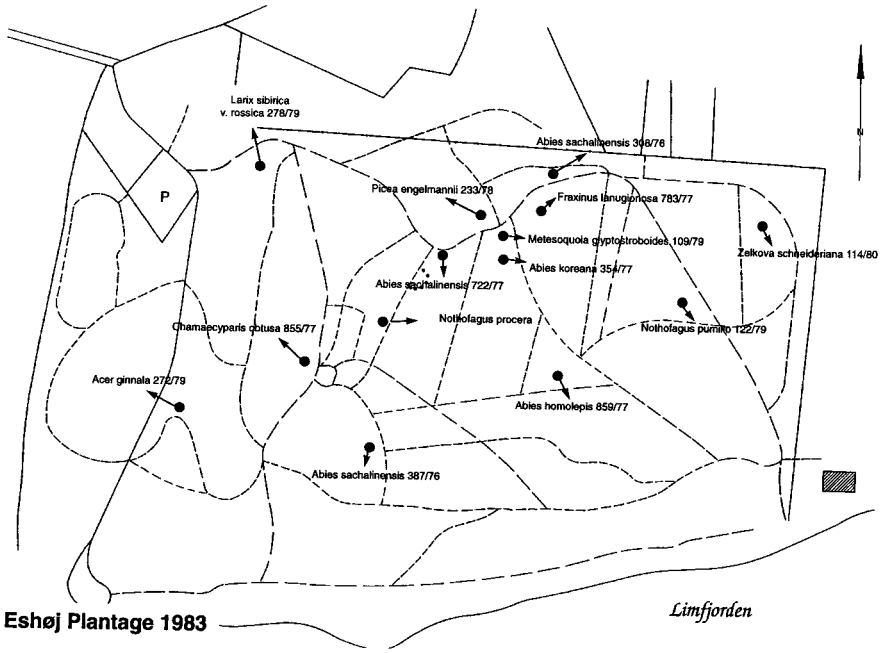 Larix sibirica
v. rossica 278/79
N
Abies sachalinensis 308/76
P
Picea engelmannii 233/78
Fraxinus lanugionosa 783/77
Metesoquoia glyptostroboides 109/79
Zelkova schneideriana 114/80
Abies koreana 354/77
Abies sachalinensis 722/77
Nothofagus procera
Chamaecyparis obtusa 855/77
Nothofagus pumilio 122/79
Acer ginnala 272/79
Abies homolepis 859/77
Abies sachalinensis 387/76
Limfjorden
Eshøj Plantage 1983